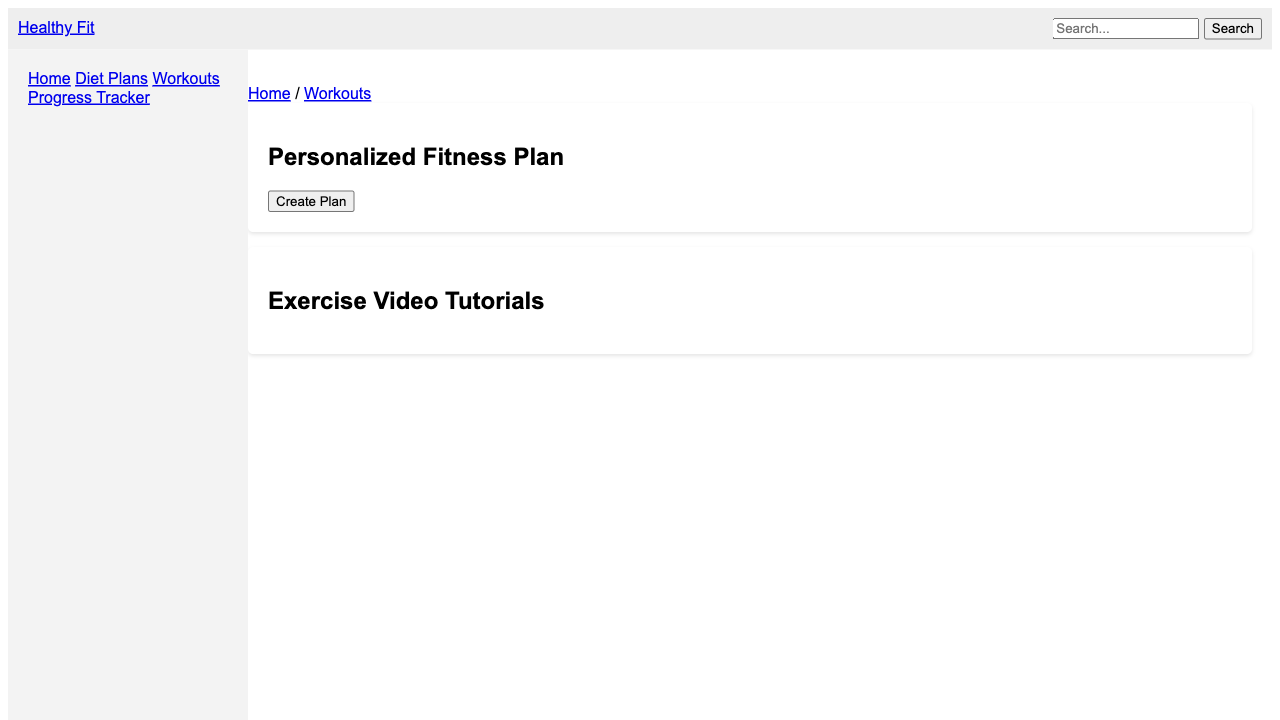 Healthy Fit
Search... Search
Home Diet Plans Workouts
Progress Tracker
Home / Workouts
Personalized Fitness Plan
Create Plan
Exercise Video Tutorials